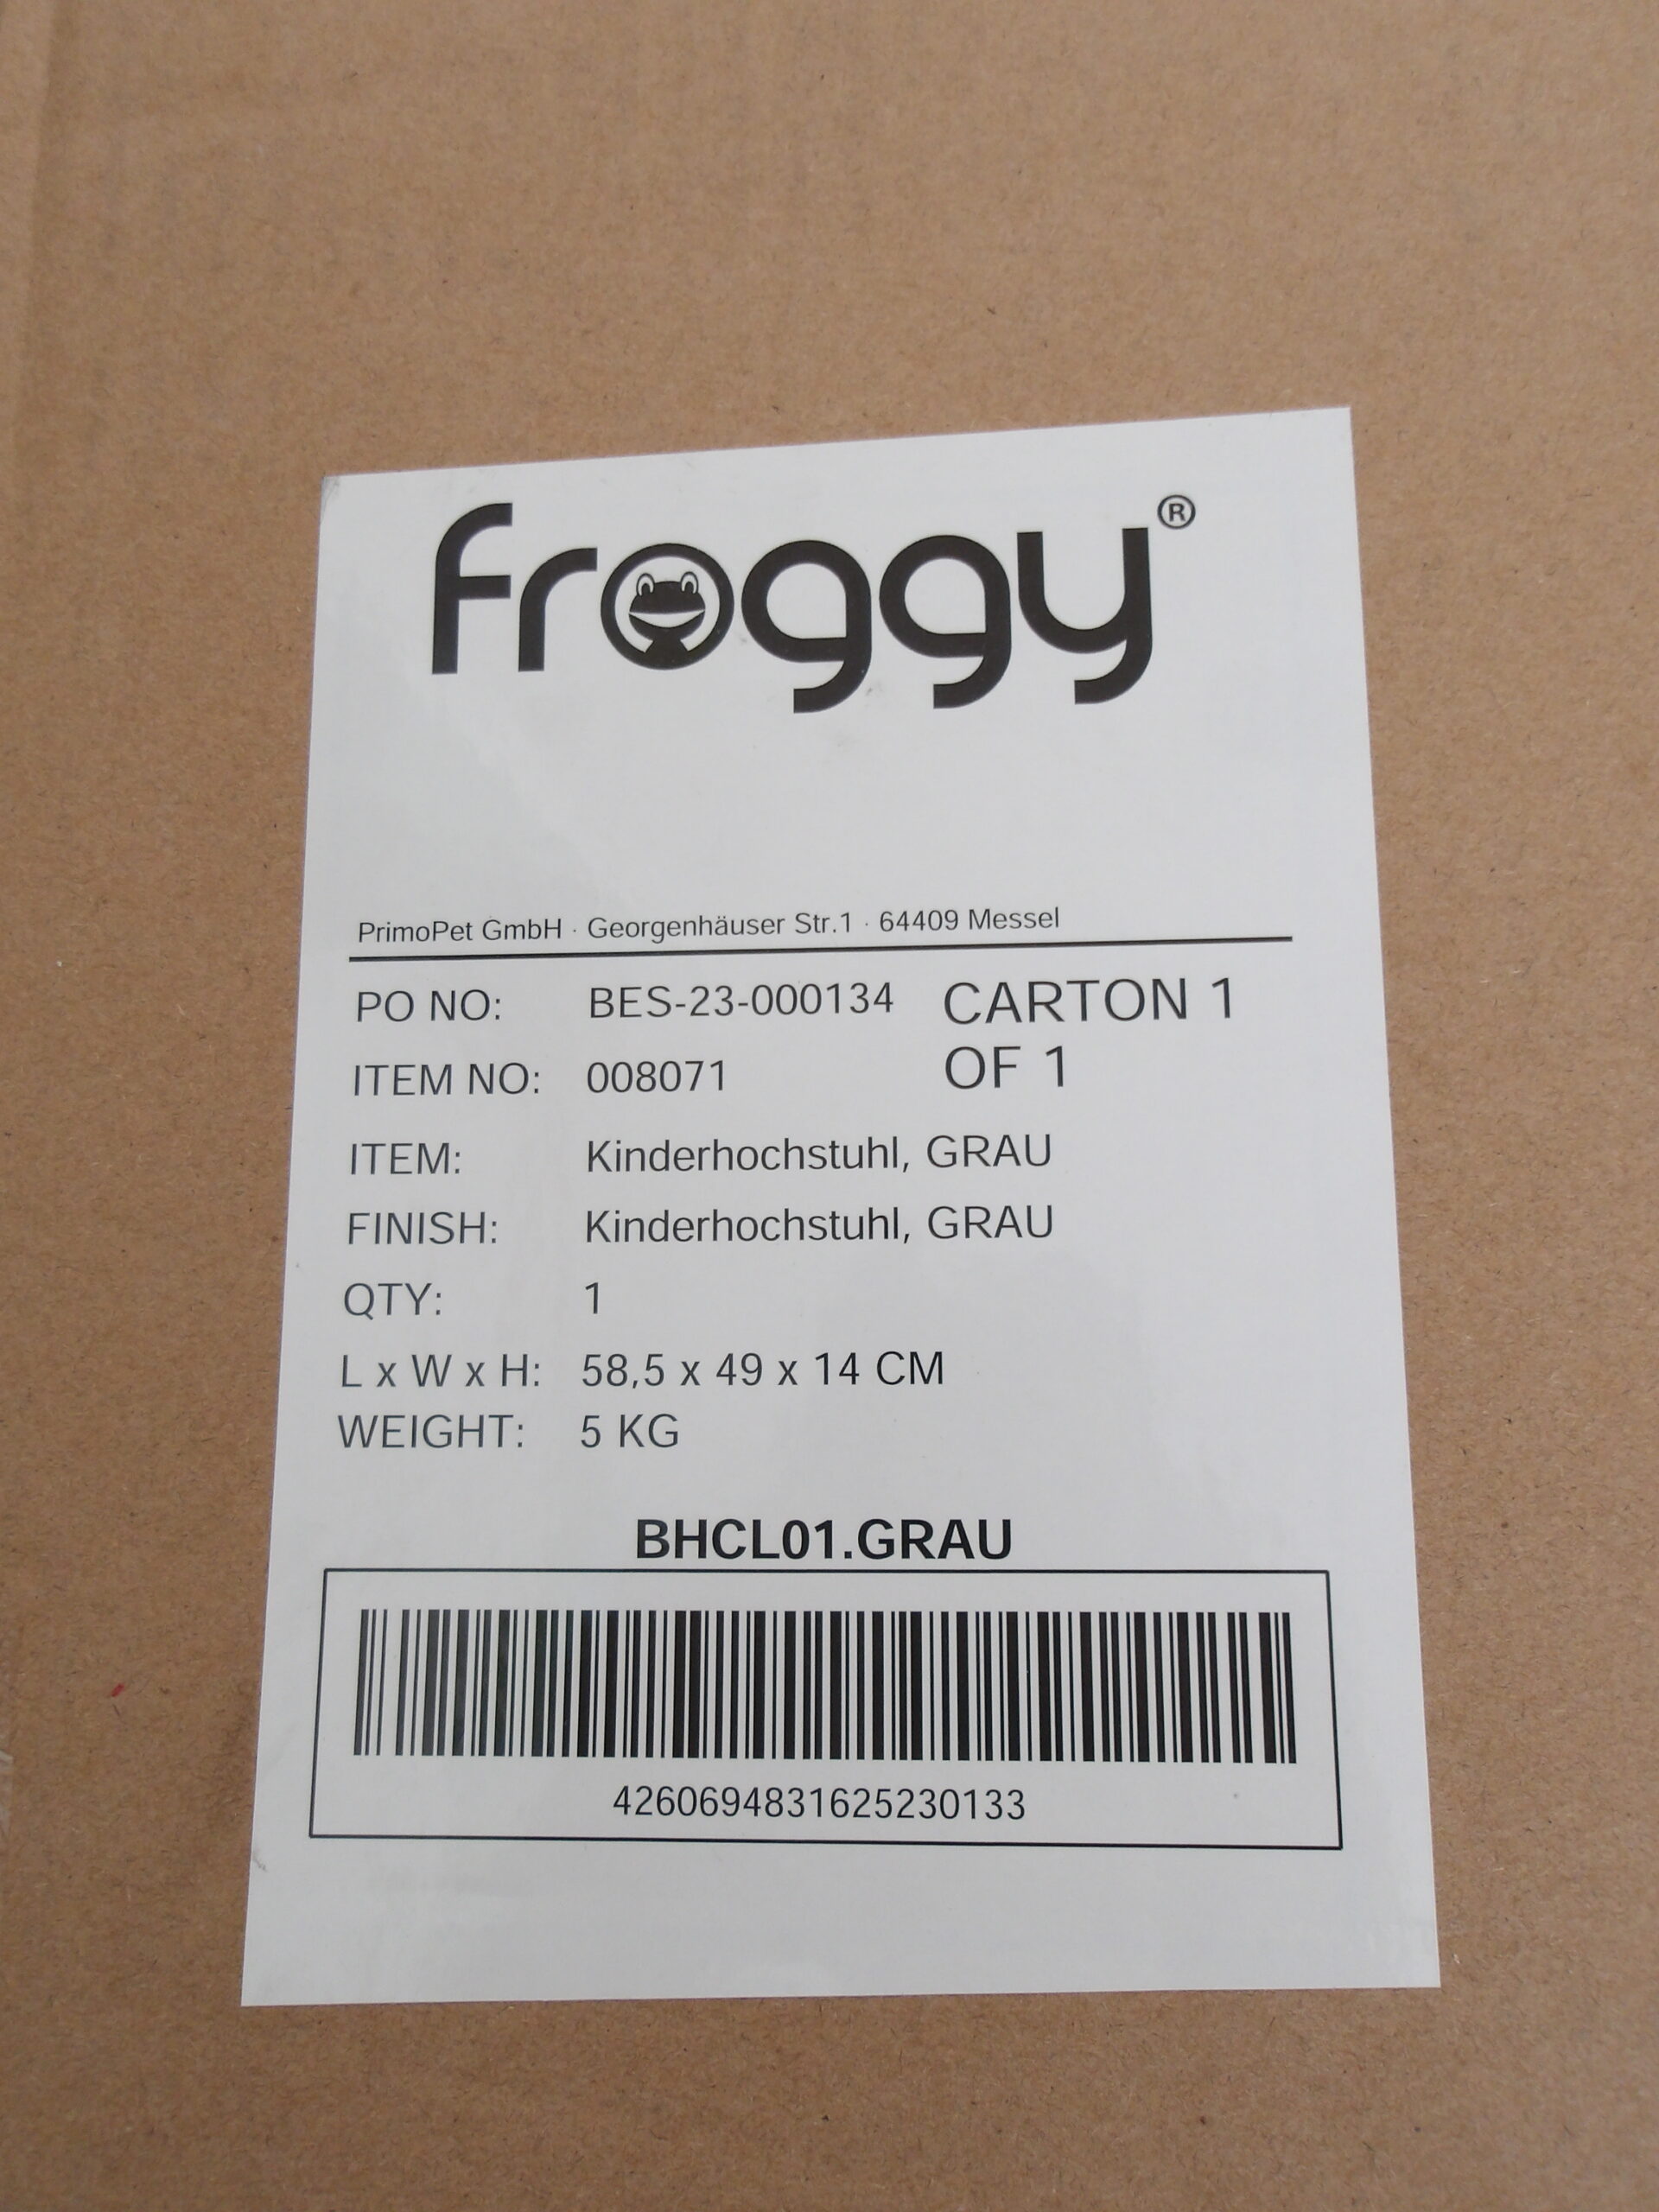 froggy®
PrimoPet GmbH · Georgenhäuser Str.1 · 64409 Messel
PO NO: BES-23-000134 CARTON 1
OF 1
ITEM NO: 008071
ITEM: Kinderhochstuhl, GRAU
FINISH: Kinderhochstuhl, GRAU
QTY: 1
L x W x H: 58,5 x 49 x 14 CM
WEIGHT: 5 KG
BHCL01.GRAU
4260694831625230133